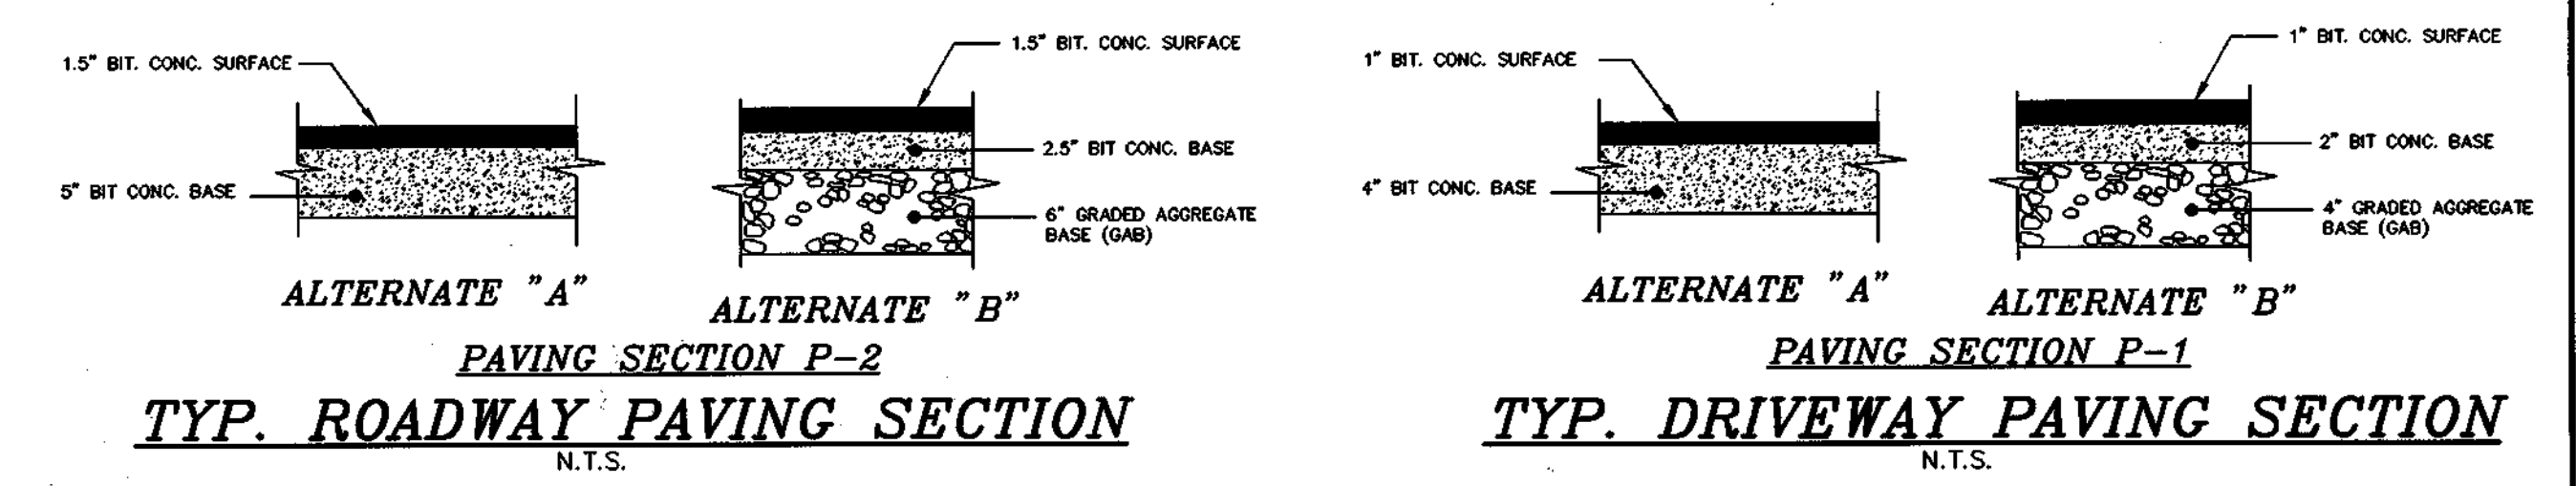 1.5" BIT. CONC. SURFACE
5" BIT CONC. BASE
ALTERNATE "A"
1.5" BIT. CONC. SURFACE
2.5" BIT CONC. BASE
6" GRADED AGGREGATE
BASE (GAB)
ALTERNATE "B"
PAVING SECTION P-2
TYP. ROADWAY PAVING SECTION
N.T.S.
1" BIT. CONC. SURFACE
4" BIT CONC. BASE
ALTERNATE "A"
1" BIT. CONC. SURFACE
2" BIT CONC. BASE
4" GRADED AGGREGATE
BASE (GAB)
ALTERNATE "B"
PAVING SECTION P-1
TYP. DRIVEWAY PAVING SECTION
N.T.S.